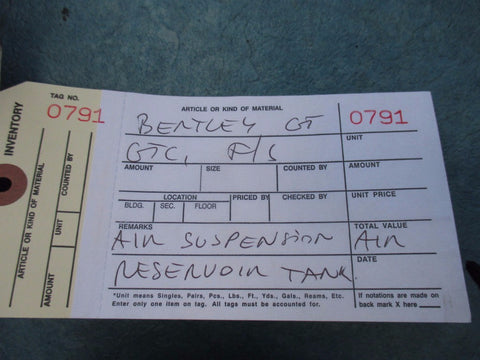 TAG NO.
0791
INVENTORY
ARTICLE OR KIND OF MATERIAL
COUNTED BY
UNIT
AMOUNT
ARTICLE OR KIND OF MATERIAL
0791
BENTLEY GT
UNIT
GTC, F/S
AMOUNT SIZE COUNTED BY AMOUNT
LOCATION PRICED BY CHECKED BY UNIT PRICE
BLDG. SEC. FLOOR
REMARKS TOTAL VALUE
AIR SUSPENSION AIR
DATE
RESERVOIR TANK
*Unit means Singles, Pairs, Pcs., Lbs., Ft., Yds., Gals., Reams, Etc.
Enter only one item on tag. All tags must be accounted for.
If notations are made on
back mark X here